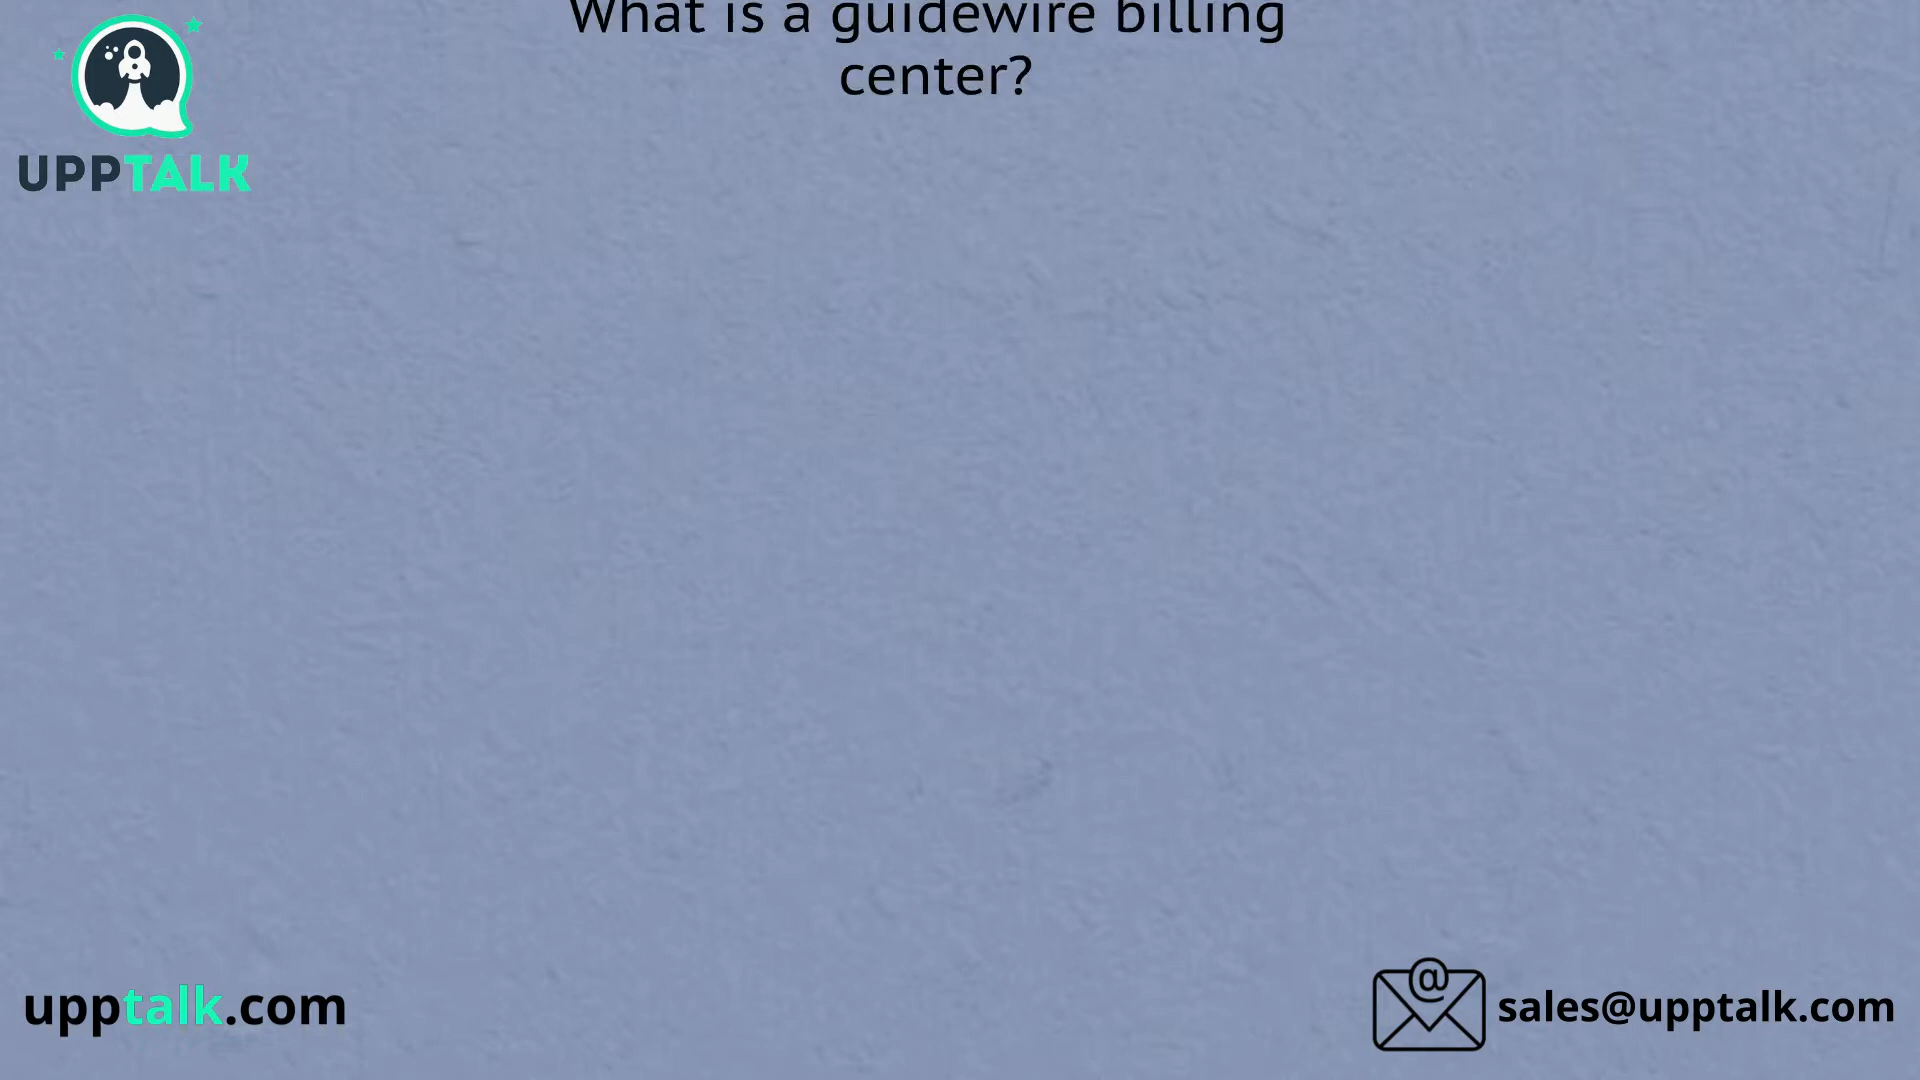 What is a guidewire billing
center?
UPPTALK
upptalk.com
@
sales@upptalk.com